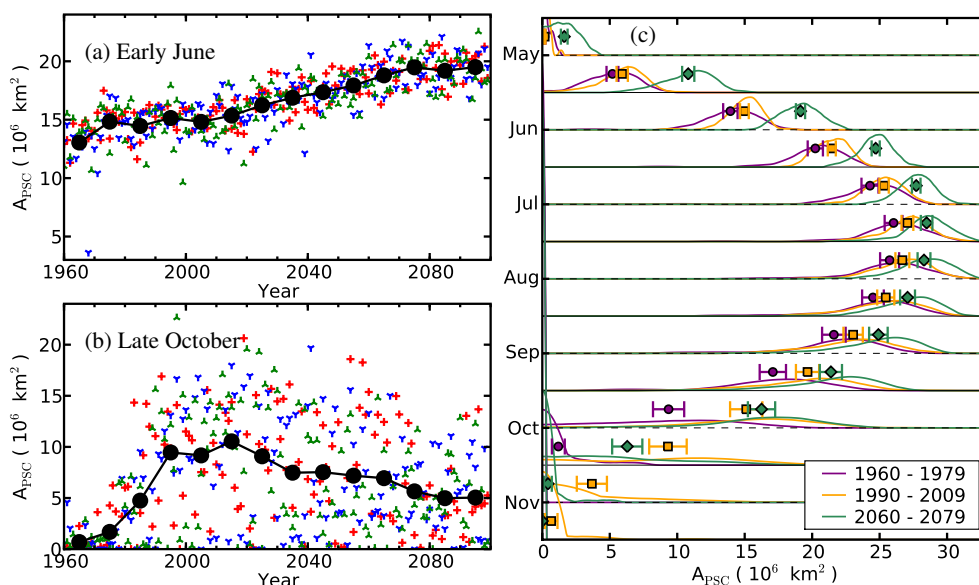 (a) Early June
A_PSC ( 10^6 km^2 )
20
15
10
5
1960 2000 2040 2080
Year
(b) Late October
A_PSC ( 10^6 km^2 )
20
15
10
5
0
1960 2000 2040 2080
Year
(c)
May
Jun
Jul
Aug
Sep
Oct
Nov
1960 - 1979
1990 - 2009
2060 - 2079
0 5 10 15 20 25 30
A_PSC ( 10^6 km^2 )